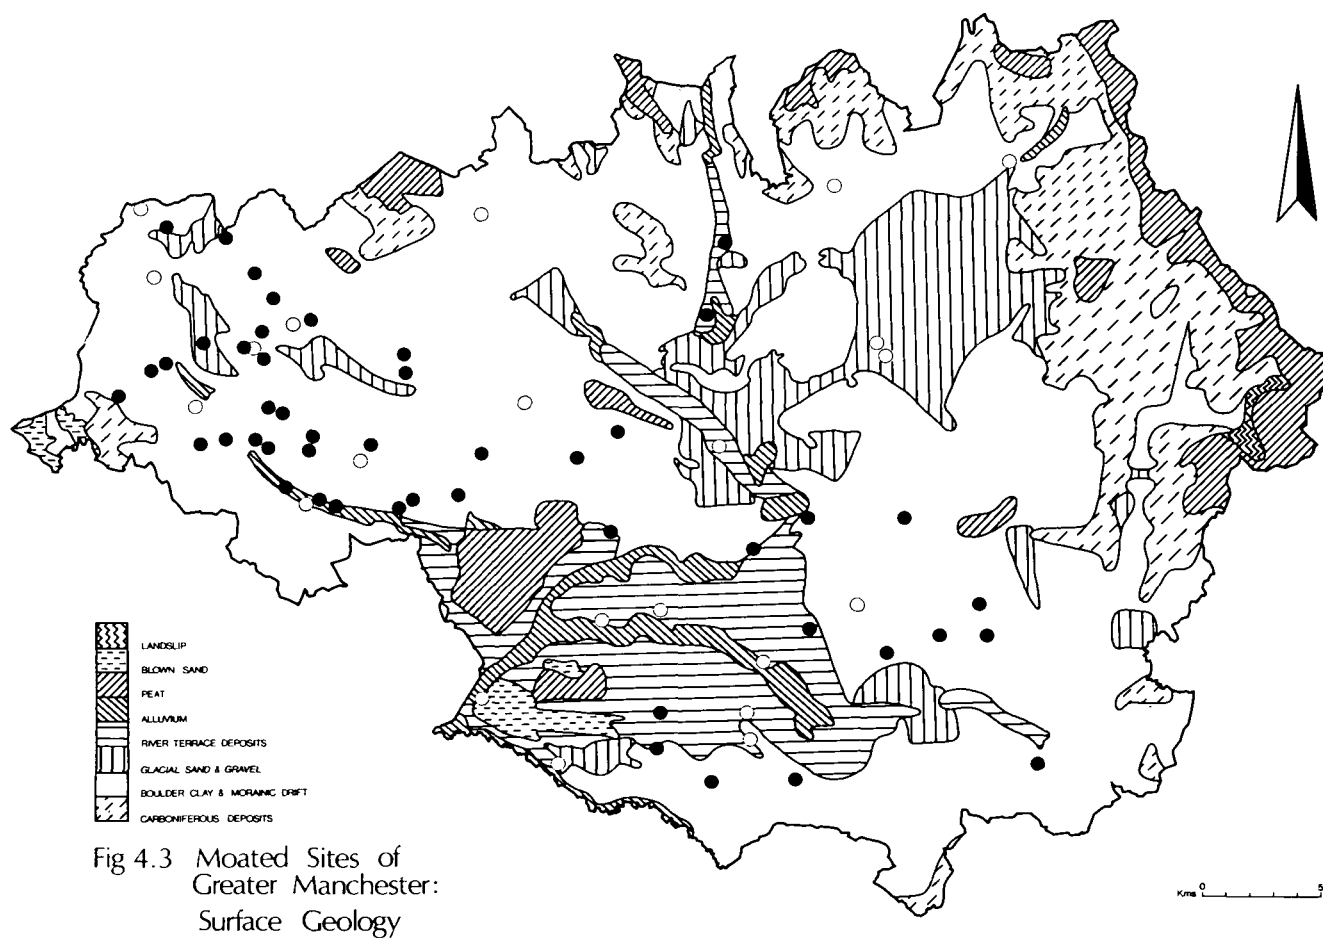 LANDSLIP
BLOWN SAND
PEAT
ALLUVIUM
RIVER TERRACE DEPOSITS
GLACIAL SAND & GRAVEL
BOULDER CLAY & MORAINIC DRIFT
CARBONIFEROUS DEPOSITS
Fig 4.3 Moated Sites of
Greater Manchester:
Surface Geology
Kms 0 5